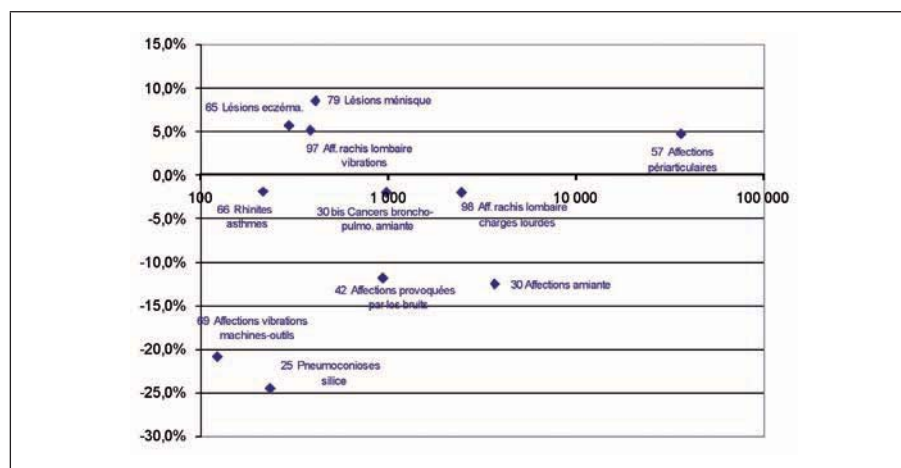 15,0%
10,0%
79 Lésions ménisque
65 Lésions eczéma.
5,0%
97 Aff. rachis lombaire
vibrations
57 Affections
périarticulaires
0,0%
100
1 000
10 000
100 000
66 Rhinites
asthmes
30 bis Cancers broncho-
pulmo. amiante
98 Aff. rachis lombaire
charges lourdes
-5,0%
-10,0%
42 Affections provoquées
par les bruits
30 Affections amiante
-15,0%
69 Affections vibrations
machines-outils
-20,0%
25 Pneumoconioses
silice
-25,0%
-30,0%